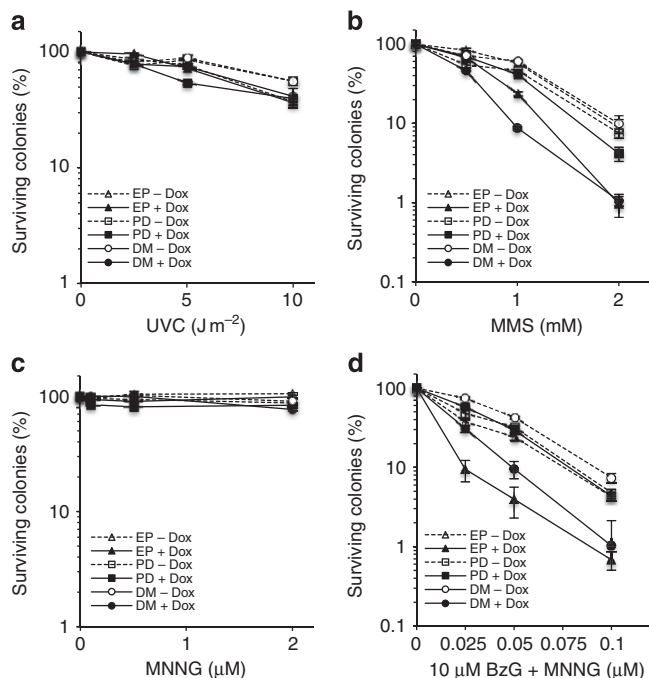 a
Surviving colonies (%)
100
10
1
EP – Dox
EP + Dox
PD – Dox
PD + Dox
DM – Dox
DM + Dox
0 5 10
UVC (J m⁻²)
b
Surviving colonies (%)
100
10
1
0.1
EP – Dox
EP + Dox
PD – Dox
PD + Dox
DM – Dox
DM + Dox
0 1 2
MMS (mM)
c
Surviving colonies (%)
100
10
1
EP – Dox
EP + Dox
PD – Dox
PD + Dox
DM – Dox
DM + Dox
0 1 2
MNNG (μM)
d
Surviving colonies (%)
100
10
1
0.1
EP – Dox
EP + Dox
PD – Dox
PD + Dox
DM – Dox
DM + Dox
0 0.025 0.05 0.075 0.1
10 μM BzG + MNNG (μM)